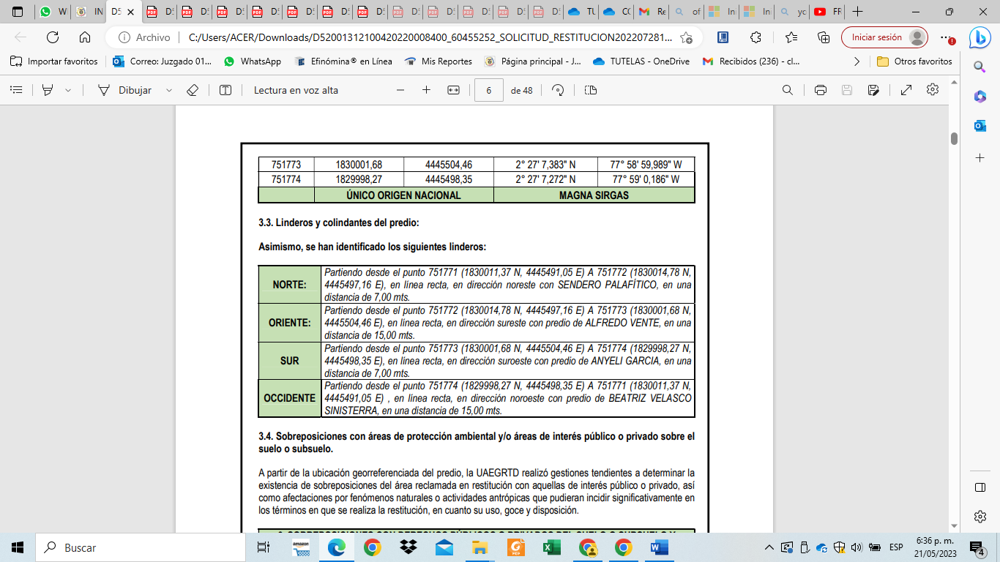 D5
W
IN
D5
D5
D5
D5
D5
D5
D5
D5
D5
D5
D5
D5
TU
CC
Re
of
In
In
yc
FR
Archivo
C:/Users/ACER/Downloads/D520013121004202200084​00_60455252_SOLICITUD_RESTITUCION202207281...
Iniciar sesión
Importar favoritos
Correo: Juzgado 01...
WhatsApp
Efinómina® en Línea
Mis Reportes
Página principal - J...
TUTELAS - OneDrive
Recibidos (236) - cl...
Otros favoritos
Dibujar
Lectura en voz alta
6
de 48
751773 1830001,68 4445504,46 2° 27' 7,383" N 77° 58' 59,989" W
751774 1829998,27 4445498,35 2° 27' 7,272" N 77° 59' 0,186" W
ÚNICO ORIGEN NACIONAL MAGNA SIRGAS
3.3. Linderos y colindantes del predio:
Asimismo, se han identificado los siguientes linderos:
NORTE:
Partiendo desde el punto 751771 (1830011,37 N, 4445491,05 E) A 751772 (1830014,78 N,
4445497,16 E), en línea recta, en dirección noreste con SENDERO PALAFÍTICO, en una
distancia de 7,00 mts.
ORIENTE:
Partiendo desde el punto 751772 (1830014,78 N, 4445497,16 E) A 751773 (1830001,68 N,
4445504,46 E), en línea recta, en dirección sureste con predio de ALFREDO VENTE, en una
distancia de 15,00 mts.
SUR
Partiendo desde el punto 751773 (1830001,68 N, 4445504,46 E) A 751774 (1829998,27 N,
4445498,35 E), en línea recta, en dirección suroeste con predio de ANYELI GARCIA, en una
distancia de 7,00 mts.
OCCIDENTE
Partiendo desde el punto 751774 (1829998,27 N, 4445498,35 E) A 751771 (1830011,37 N,
4445491,05 E) , en línea recta, en dirección noroeste con predio de BEATRIZ VELASCO
SINISTERRA, en una distancia de 15,00 mts.
3.4. Sobreposiciones con áreas de protección ambiental y/o áreas de interés público o privado sobre el
suelo o subsuelo.
A partir de la ubicación georreferenciada del predio, la UAEGRTD realizó gestiones tendientes a determinar la
existencia de sobreposiciones del área reclamada en restitución con aquellas de interés público o privado, así
como afectaciones por fenómenos naturales o actividades antrópicas que pudieran incidir significativamente en
los términos en que se realiza la restitución, en cuanto su uso, goce y disposición.
Buscar
amazon
ESP
6:36 p. m.
21/05/2023
4